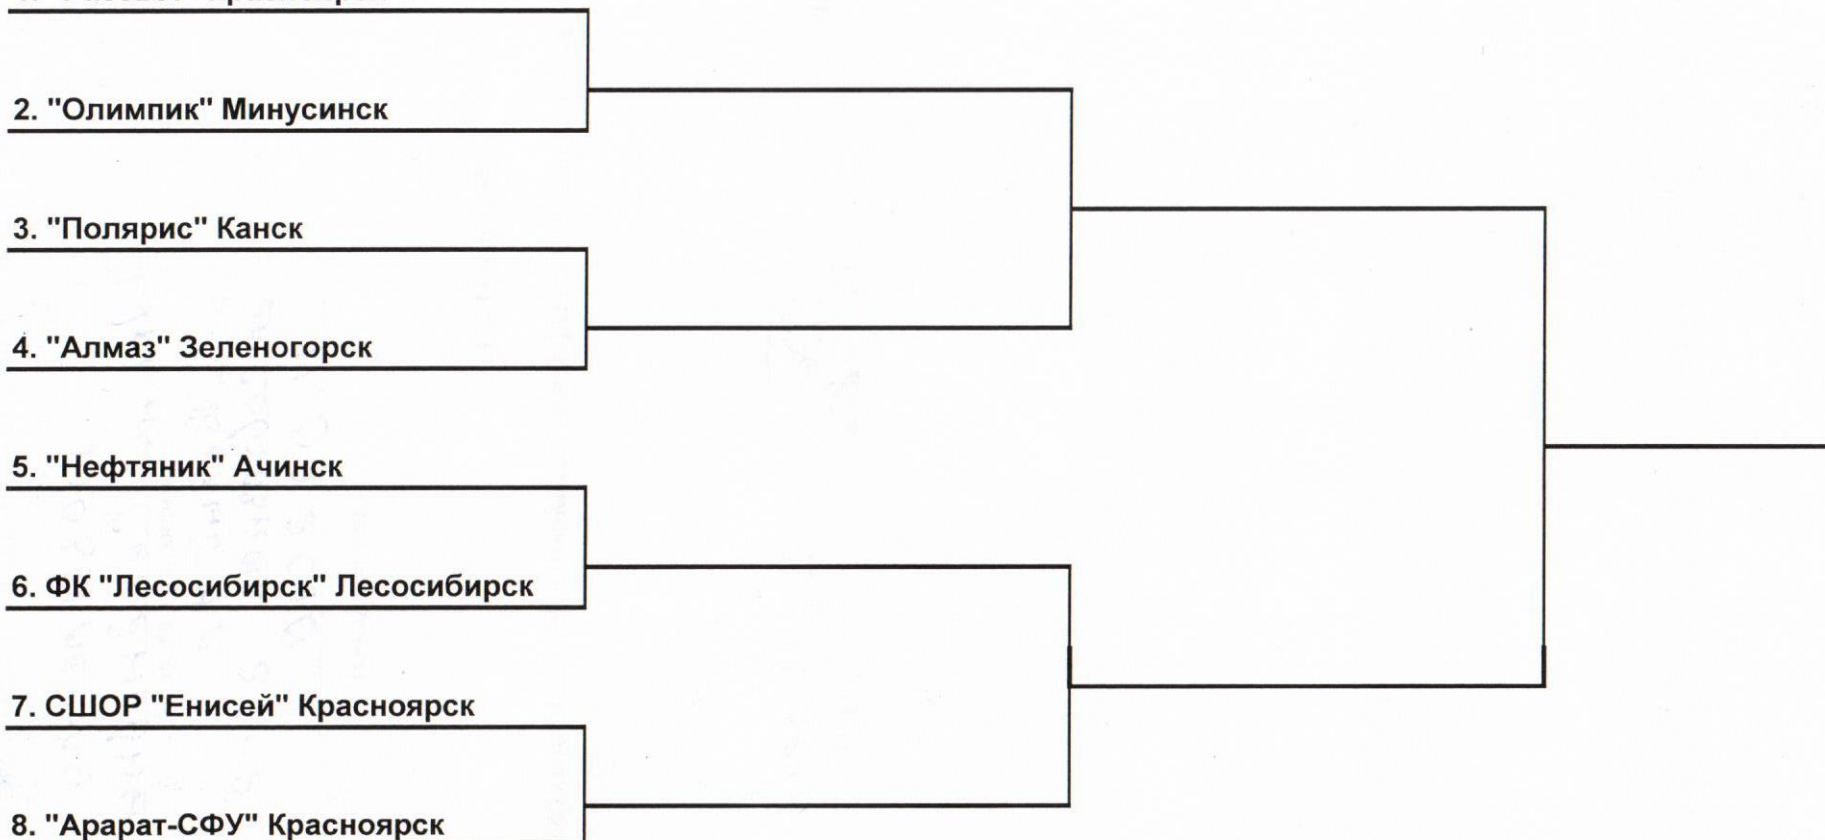 2. "Олимпик" Минусинск
3. "Полярис" Канск
4. "Алмаз" Зеленогорск
5. "Нефтяник" Ачинск
6. ФК "Лесосибирск" Лесосибирск
7. СШОР "Енисей" Красноярск
8. "Арарат-СФУ" Красноярск